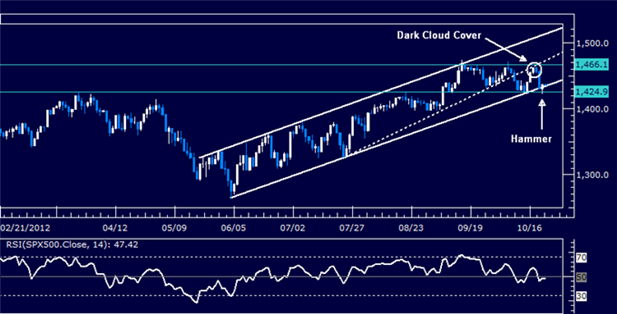 Dark Cloud Cover
1,500.0
1,466.1
1,424.9
1,400.0
Hammer
1,300.0
02/21/2012 04/12 05/09 06/05 07/02 07/27 08/23 09/19 10/16
RSI(SPX500.Close, 14): 47.42
70
50
30